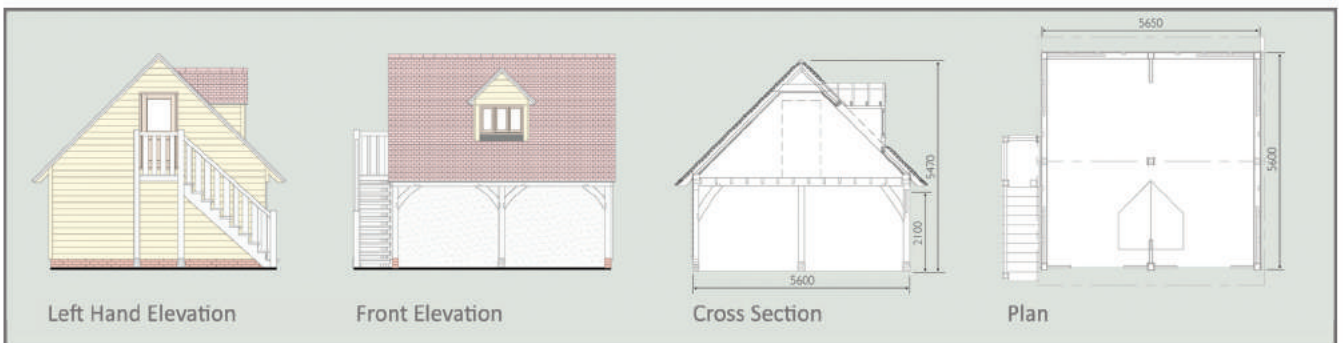 5650
5470
2100
5600
5600
Left Hand Elevation
Front Elevation
Cross Section
Plan